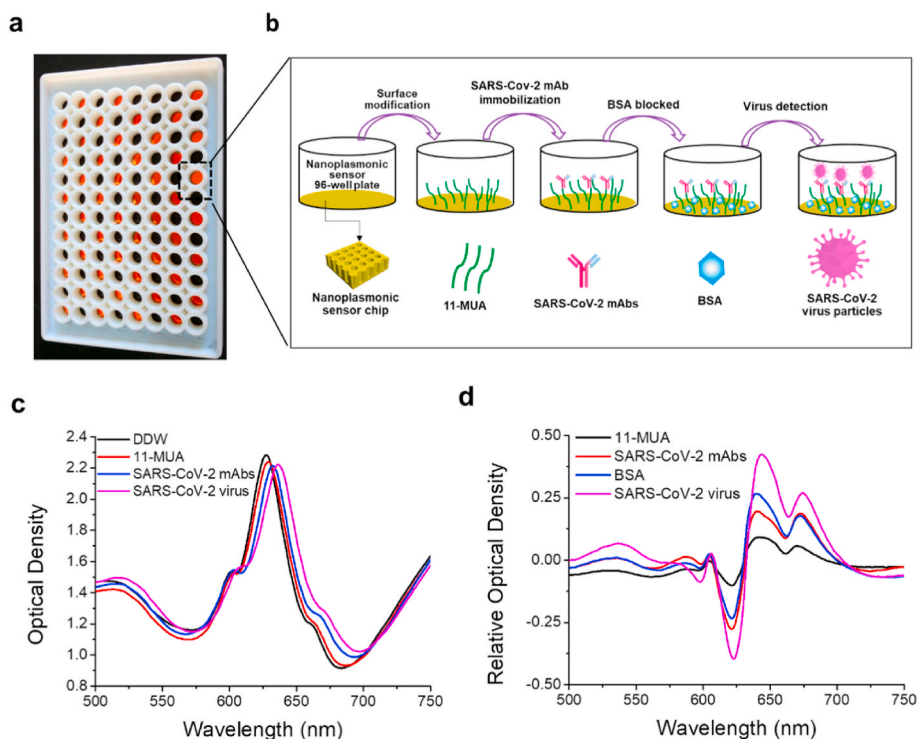 a
b
Surface
modification
SARS-Cov-2 mAb
immobilization
BSA blocked
Virus detection
Nanoplasmonic
sensor
96-well plate
Nanoplasmonic
sensor chip
11-MUA
SARS-CoV-2 mAbs
BSA
SARS-CoV-2
virus particles
c
DDW
11-MUA
SARS-CoV-2 mAbs
SARS-CoV-2 virus
Optical Density
2.4
2.2
2.0
1.8
1.6
1.4
1.2
1.0
0.8
500 550 600 650 700 750
Wavelength (nm)
d
11-MUA
SARS-CoV-2 mAbs
BSA
SARS-CoV-2 virus
Relative Optical Density
0.50
0.25
0.00
-0.25
-0.50
500 550 600 650 700 750
Wavelength (nm)